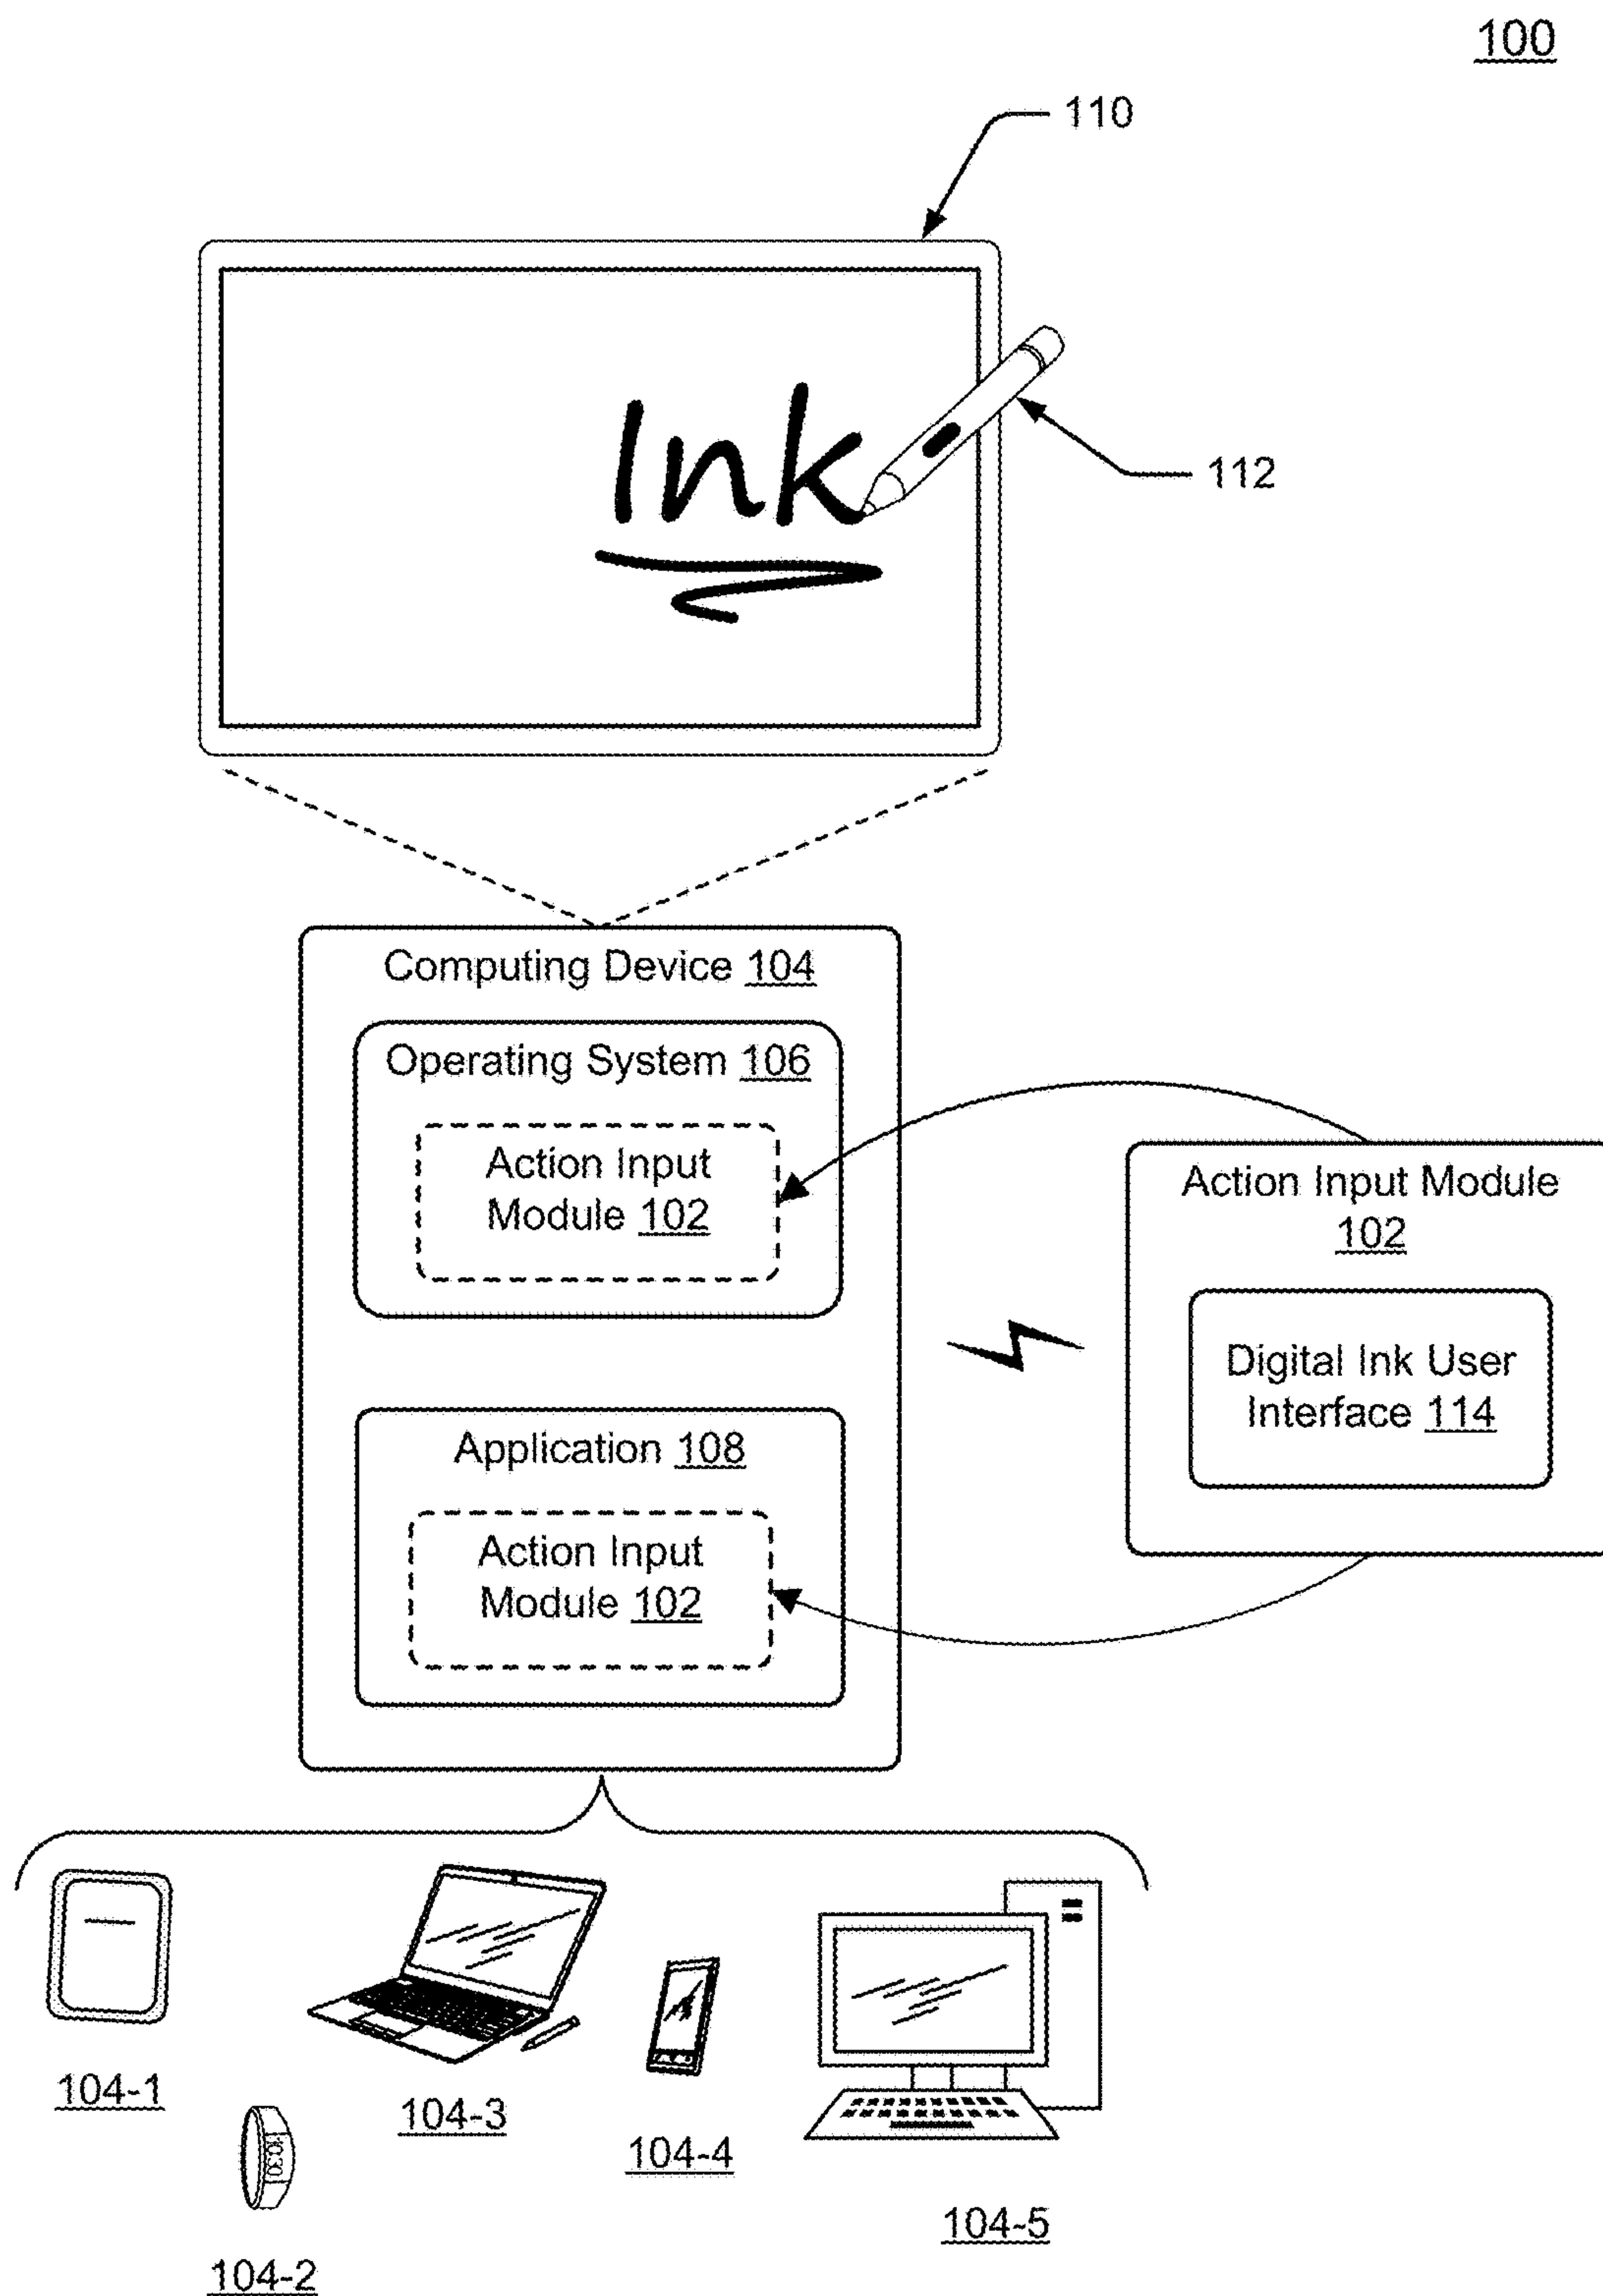 100
110
Ink
112
Computing Device 104
Operating System 106
Action Input
Module 102
Action Input Module
102
Digital Ink User
Interface 114
Application 108
Action Input
Module 102
104-1
104-3
104-4
10:30
104-5
104-2